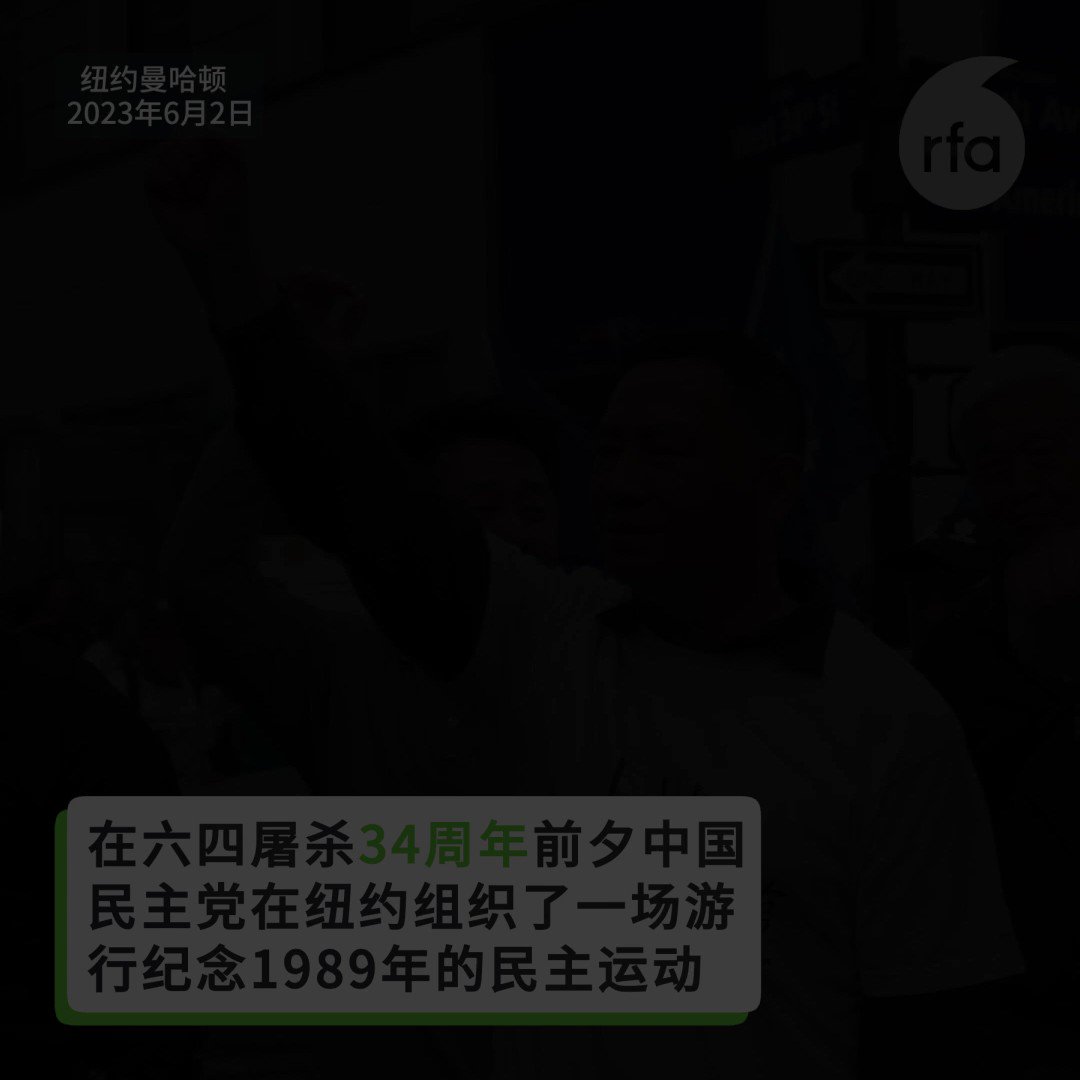 纽约曼哈顿
2023年6月2日
rfa
在六四屠杀34周年前夕中国
民主党在纽约组织了一场游
行纪念1989年的民主运动